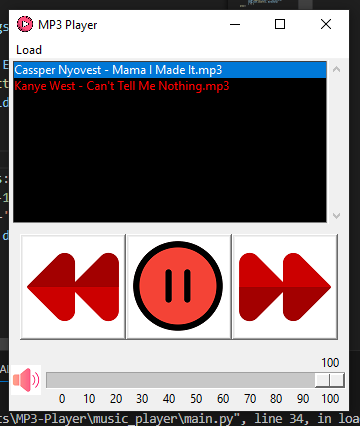 MP3 Player
Load
Cassper Nyovest - Mama I Made It.mp3
Kanye West - Can't Tell Me Nothing.mp3
100
0 10 20 30 40 50 60 70 80 90 100
ts\MP3-Player\music_player\main.py", line 34, in loa